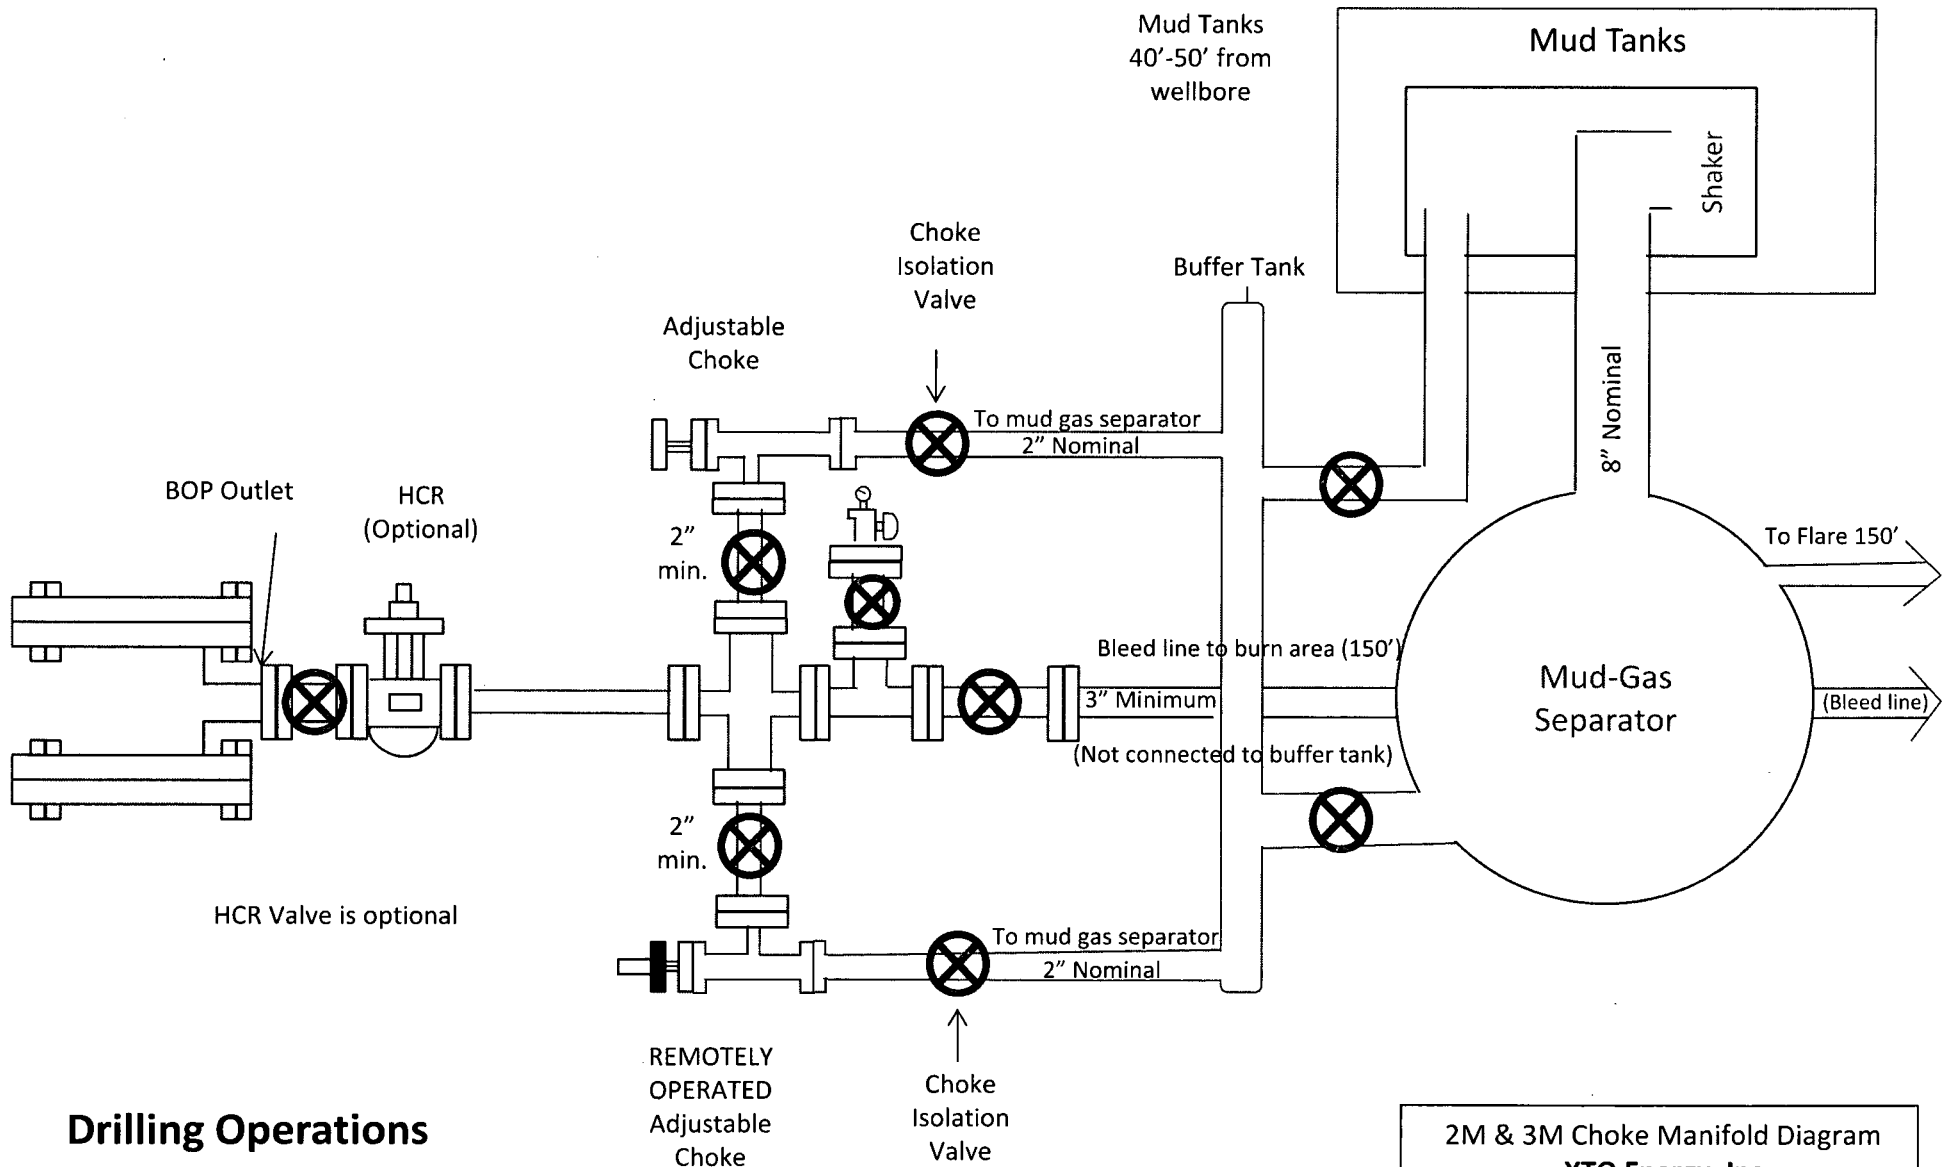 Mud Tanks
40’-50’ from
wellbore
Mud Tanks
Shaker
Choke
Isolation
Valve
Buffer Tank
Adjustable
Choke
8” Nominal
To mud gas separator
2” Nominal
BOP Outlet
HCR
(Optional)
2”
min.
To Flare 150’
Bleed line to burn area (150’)
3” Minimum
(Not connected to buffer tank)
Mud-Gas
Separator
(Bleed line)
2”
min.
HCR Valve is optional
To mud gas separator
2” Nominal
REMOTELY
OPERATED
Adjustable
Choke
Choke
Isolation
Valve
Drilling Operations
2M & 3M Choke Manifold Diagram
XTO Energy, Inc.